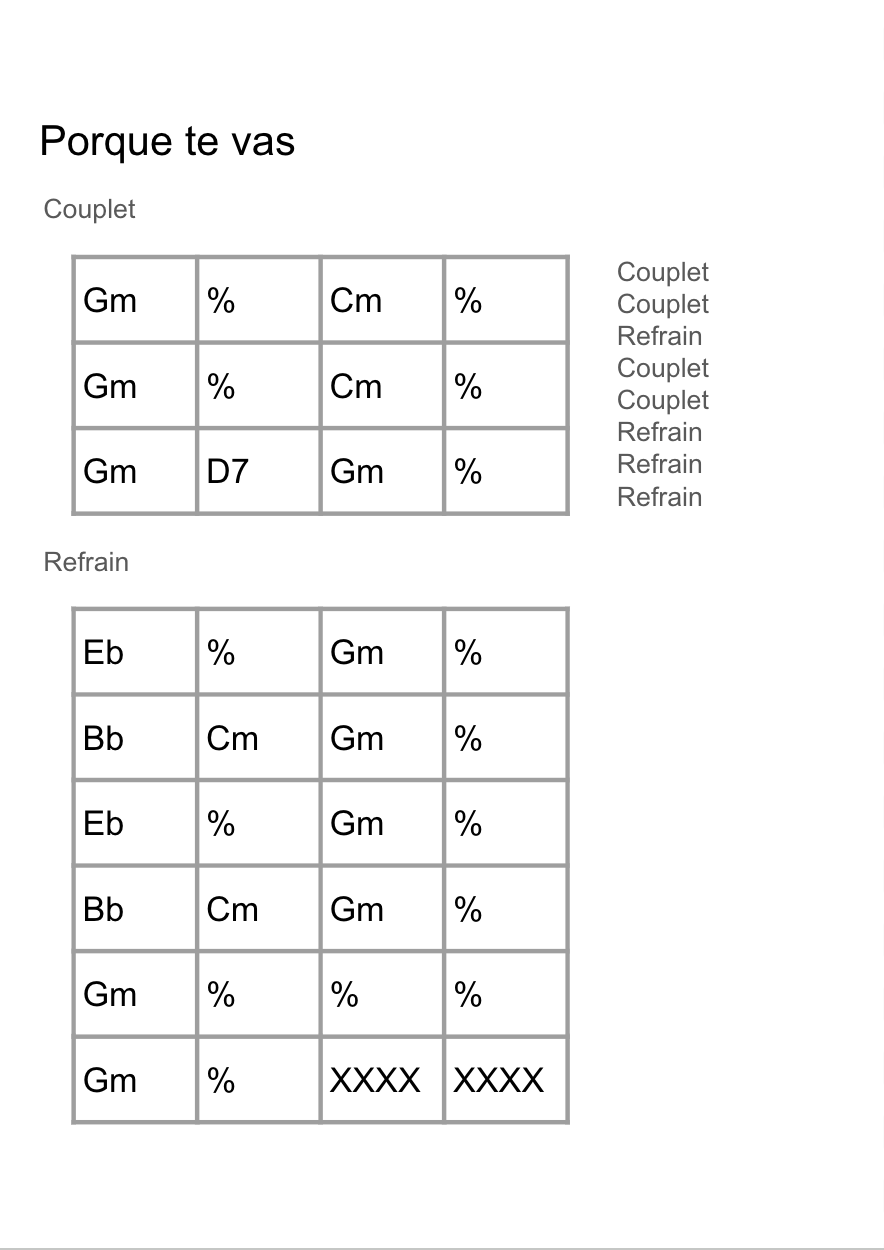 Porque te vas
Couplet
Gm % Cm %
Gm % Cm %
Gm D7 Gm %
Couplet
Couplet
Refrain
Couplet
Couplet
Refrain
Refrain
Refrain
Refrain
Eb % Gm %
Bb Cm Gm %
Eb % Gm %
Bb Cm Gm %
Gm % % %
Gm % XXXX XXXX